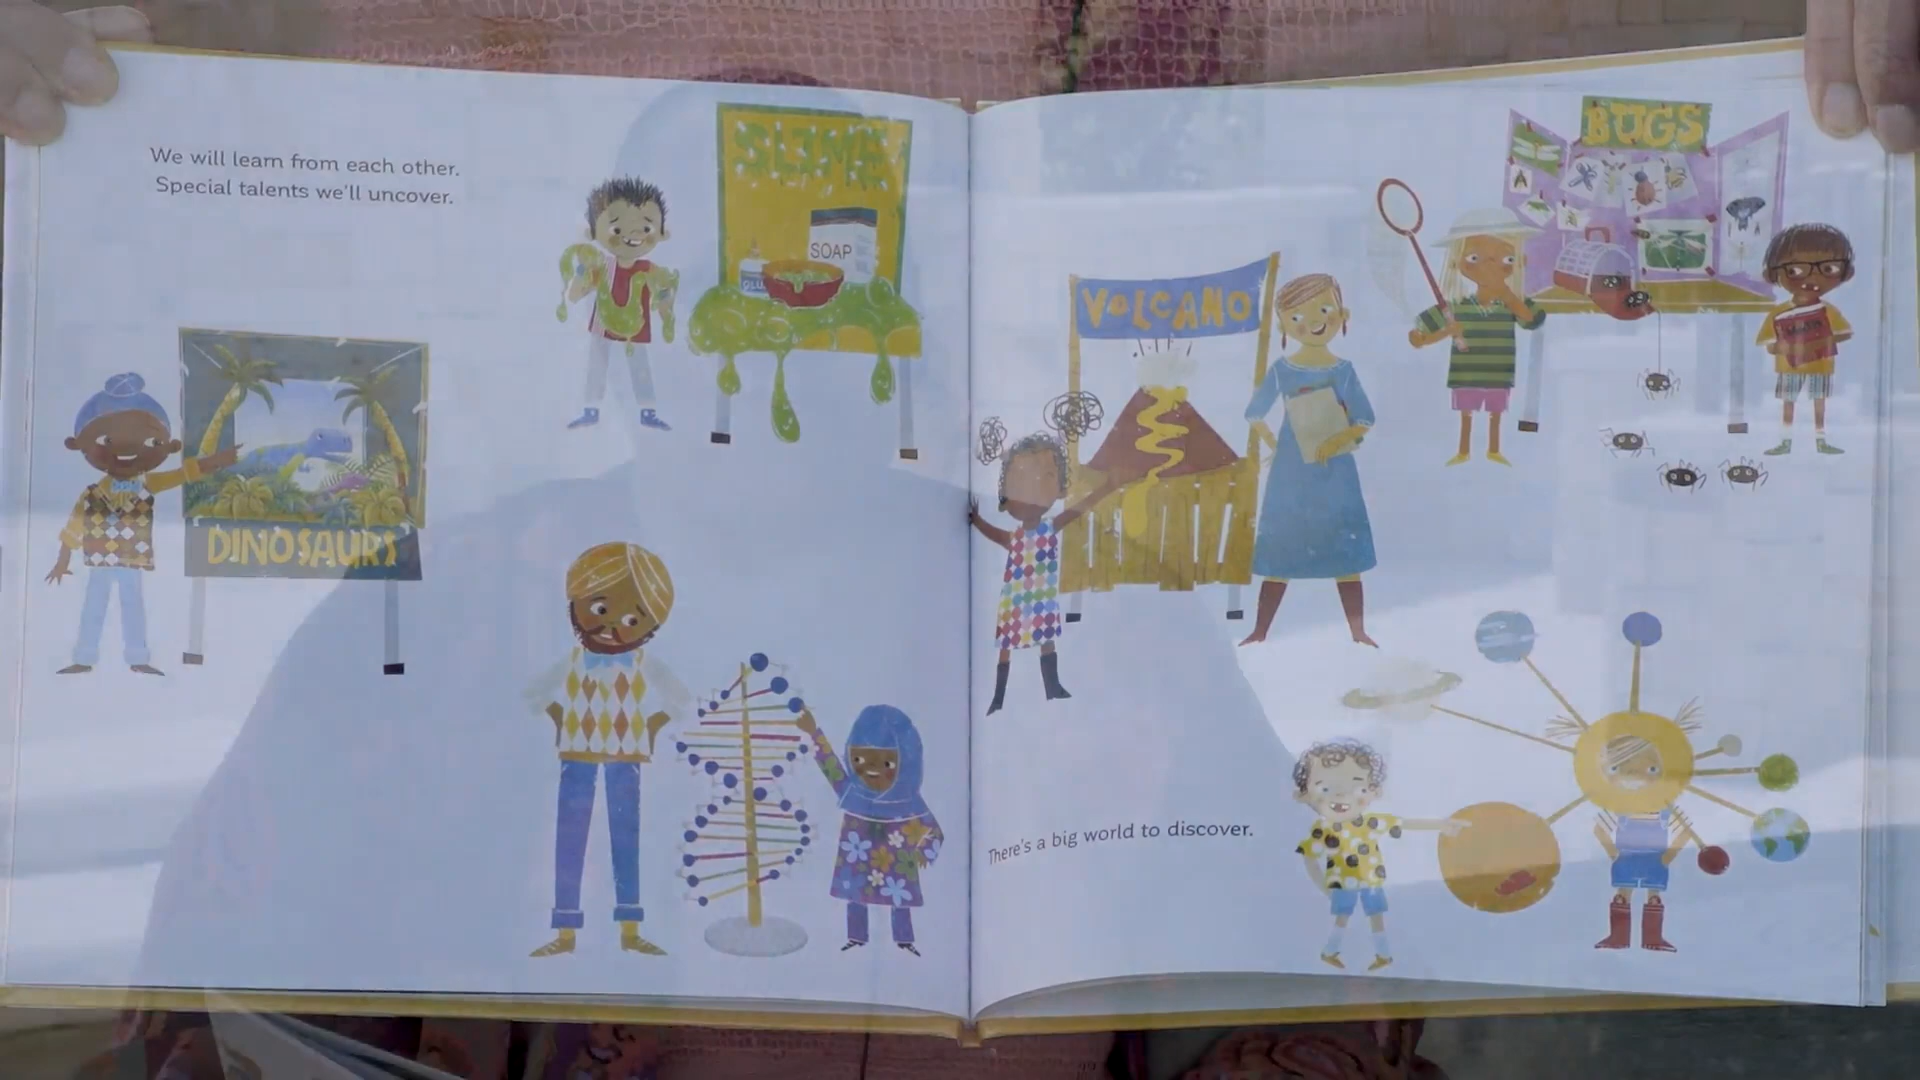 We will learn from each other.
Special talents we'll uncover.
SLIME
SOAP
GLUE
DINOSAURS
VOLCANO
BUGS
There's a big world to discover.